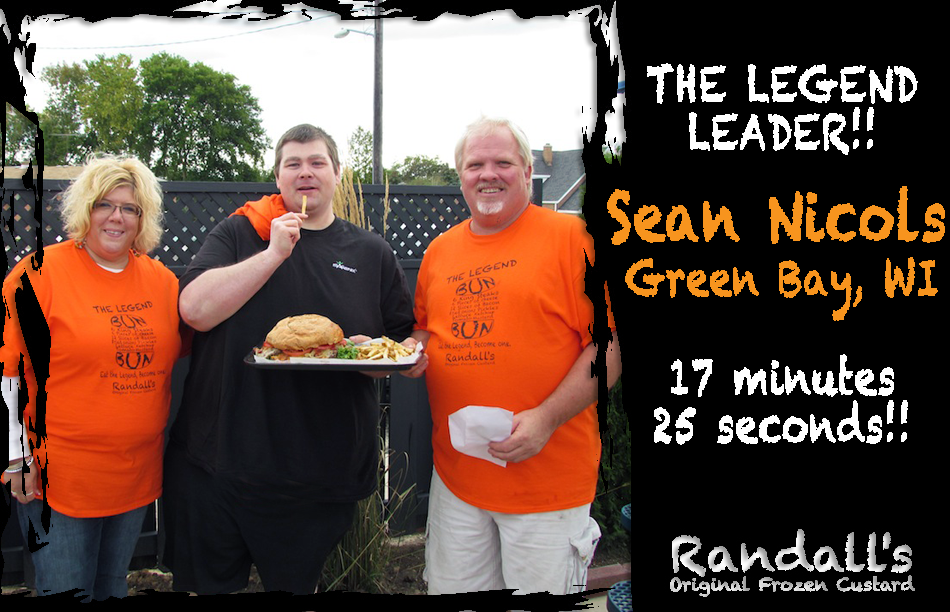 THE LEGEND
LEADER!!
Sean Nicols
Green Bay, WI
17 minutes
25 seconds!!
Randall's
Original Frozen Custard
THE LEGEND
BUN
BUN
Eat the Legend, become one.
Randall's
Original Frozen Custard
THE LEGEND
BUN
BUN
Eat the Legend, become one.
Randall's
Original Frozen Custard